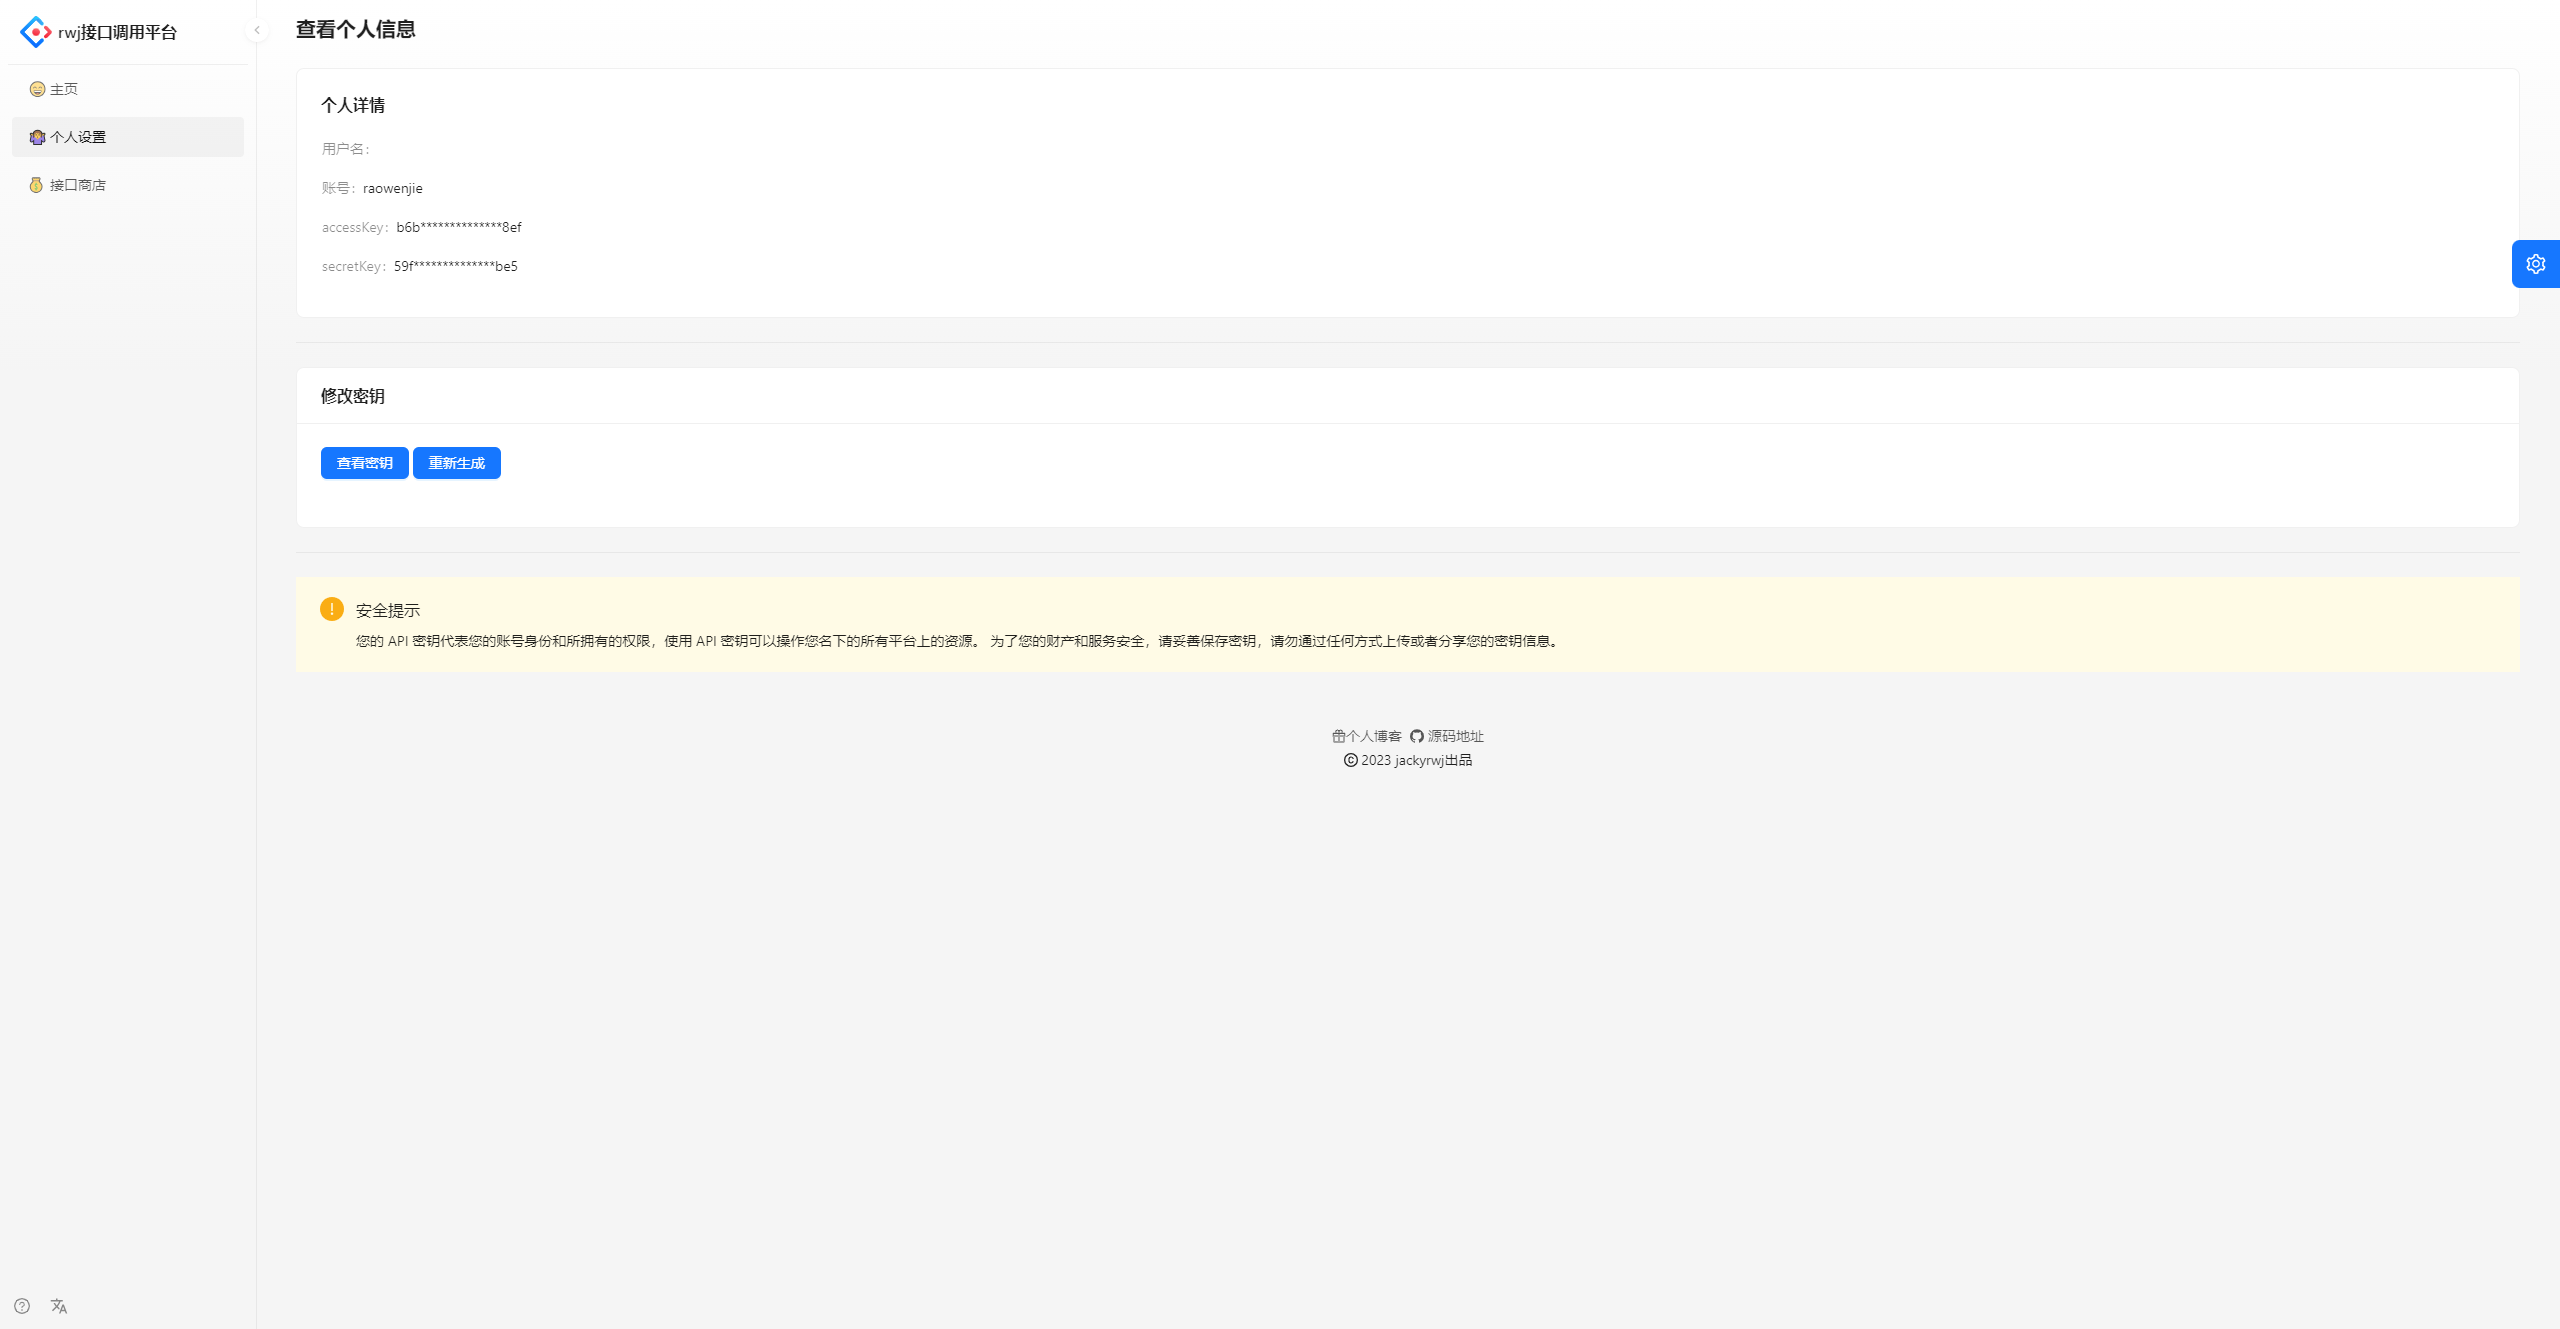 rwj接口调用平台
主页
个人设置
接口商店
查看个人信息
个人详情
用户名：
账号：raowenjie
accessKey：b6b**************8ef
secretKey：59f**************be5
修改密钥
查看密钥 重新生成
安全提示
您的 API 密钥代表您的账号身份和所拥有的权限，使用 API 密钥可以操作您名下的所有平台上的资源。 为了您的财产和服务安全，请妥善保存密钥，请勿通过任何方式上传或者分享您的密钥信息。
个人博客 源码地址
© 2023 jackyrwj出品